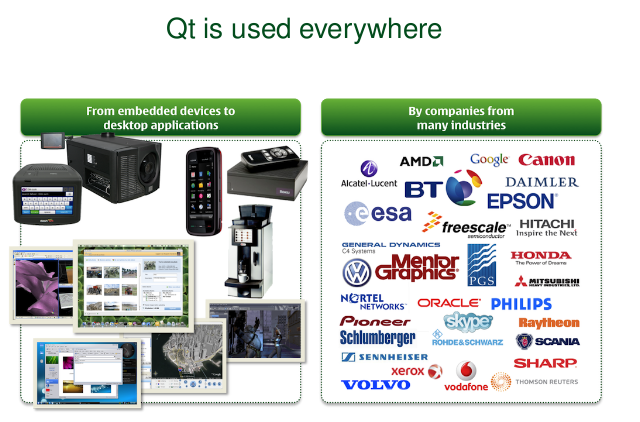 Qt is used everywhere
From embedded devices to
desktop applications
By companies from
many industries
AMD
Google
Canon
Alcatel-Lucent
BT
DAIMLER
EPSON
esa
freescale
semiconductor
HITACHI
Inspire the Next
GENERAL DYNAMICS
C4 Systems
Mentor
Graphics
PGS
HONDA
The Power of Dreams
MITSUBISHI
HEAVY INDUSTRIES, LTD.
NORTEL
NETWORKS
ORACLE
PHILIPS
Pioneer
skype
Raytheon
Schlumberger
ROHDE&SCHWARZ
SCANIA
SENNHEISER
xerox
SHARP
VOLVO
vodafone
THOMSON REUTERS